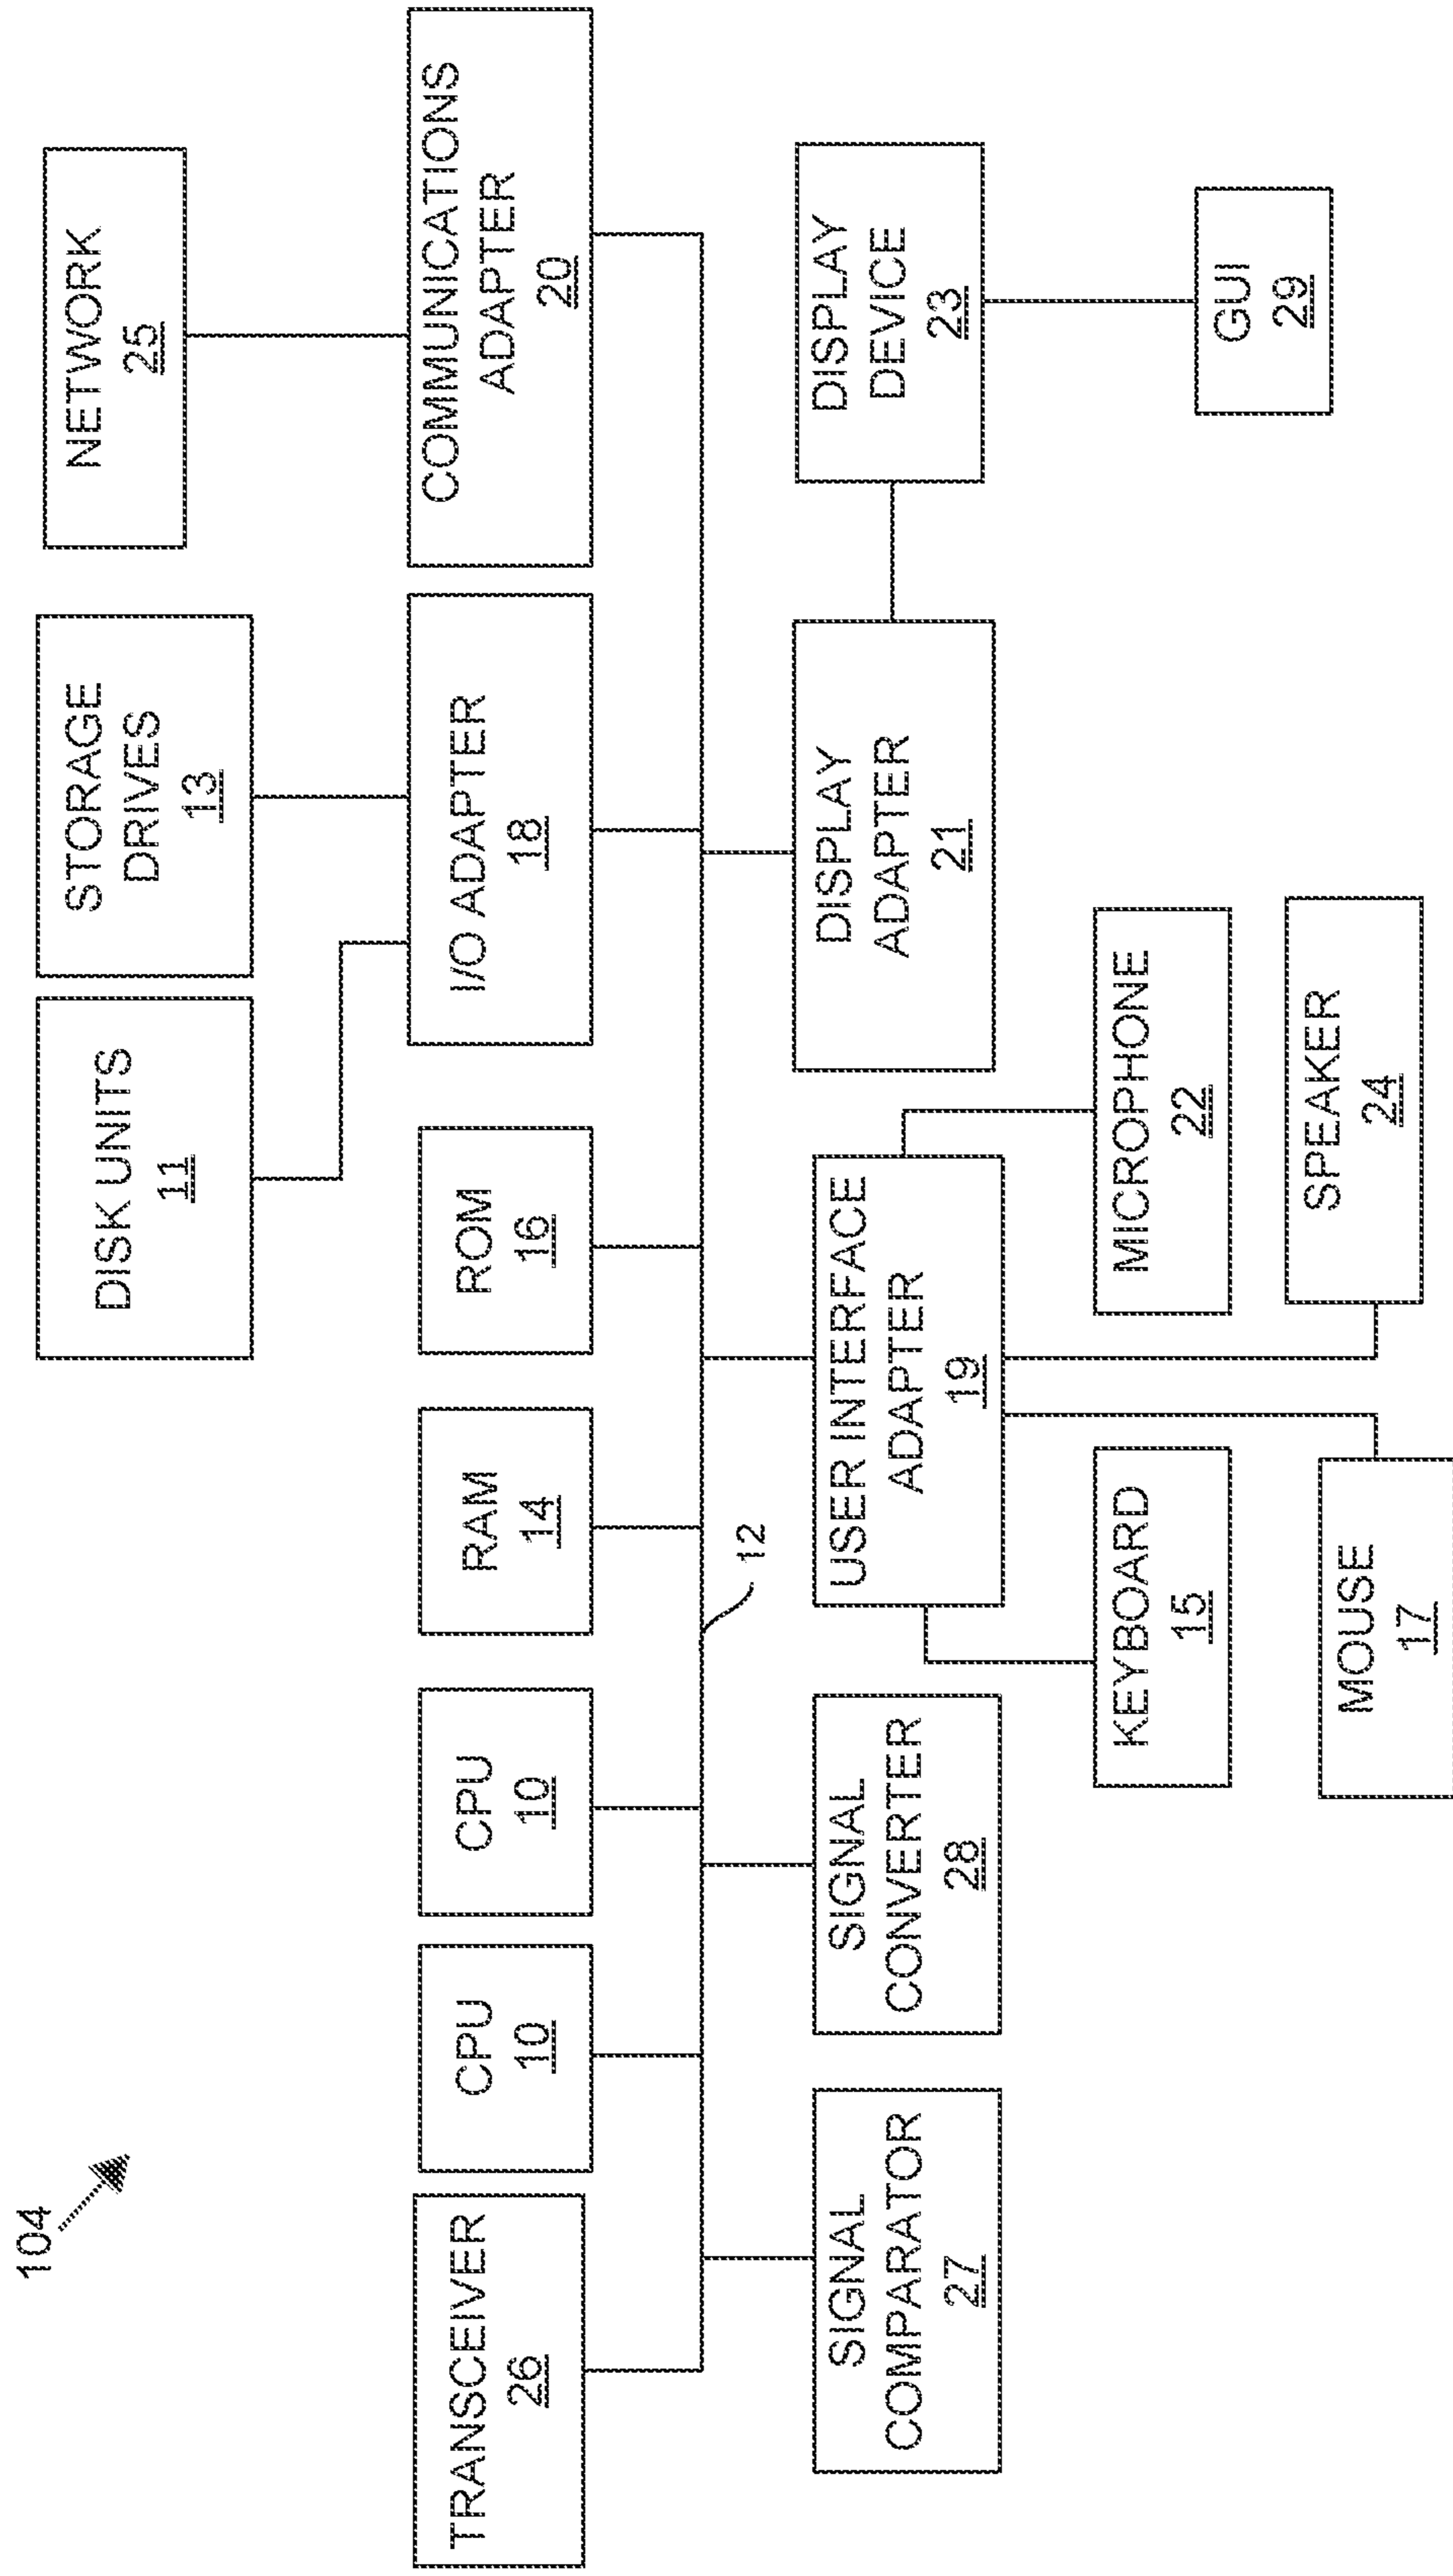 104
DISK UNITS
11
STORAGE
DRIVES
13
NETWORK
25
TRANSCEIVER
26
CPU
10
CPU
10
RAM
14
ROM
16
I/O ADAPTER
18
COMMUNICATIONS
ADAPTER
20
12
SIGNAL
COMPARATOR
27
SIGNAL
CONVERTER
28
USER INTERFACE
ADAPTER
19
DISPLAY
ADAPTER
21
DISPLAY
DEVICE
23
KEYBOARD
15
MICROPHONE
22
GUI
29
MOUSE
17
SPEAKER
24